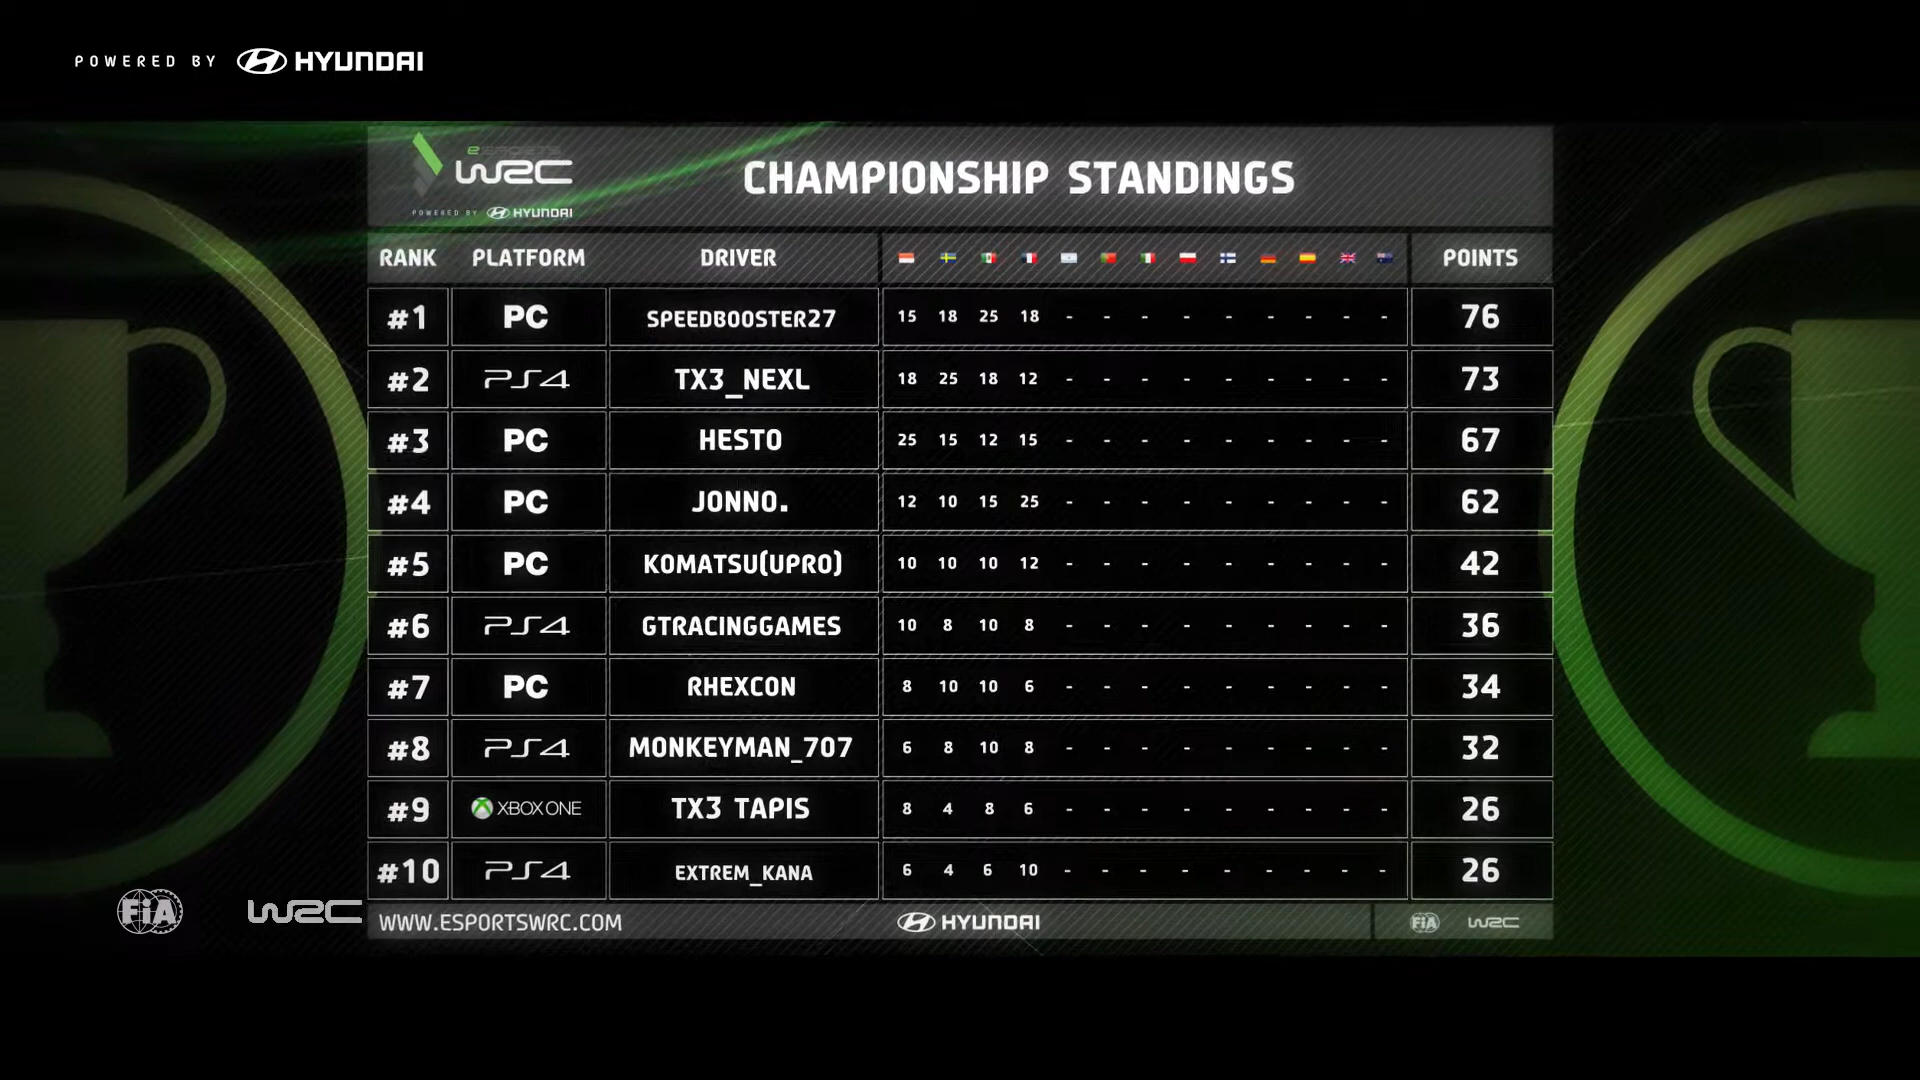 POWERED BY HYUNDAI
eSPORTS
WRC
POWERED BY HYUNDAI
CHAMPIONSHIP STANDINGS
RANK PLATFORM DRIVER POINTS
#1 PC SPEEDBOOSTER27 15 18 25 18 - - - - - - - - - 76
#2 PS4 TX3_NEXL 18 25 18 12 - - - - - - - - - 73
#3 PC HESTO 25 15 12 15 - - - - - - - - - 67
#4 PC JONNO. 12 10 15 25 - - - - - - - - - 62
#5 PC KOMATSU(UPRO) 10 10 10 12 - - - - - - - - - 42
#6 PS4 GTRACINGGAMES 10 8 10 8 - - - - - - - - - 36
#7 PC RHEXCON 8 10 10 6 - - - - - - - - - 34
#8 PS4 MONKEYMAN_707 6 8 10 8 - - - - - - - - - 32
#9 XBOX ONE TX3 TAPIS 8 4 8 6 - - - - - - - - - 26
#10 PS4 EXTREM_KANA 6 4 6 10 - - - - - - - - - 26
FIA WRC WWW.ESPORTSWRC.COM HYUNDAI FIA WRC